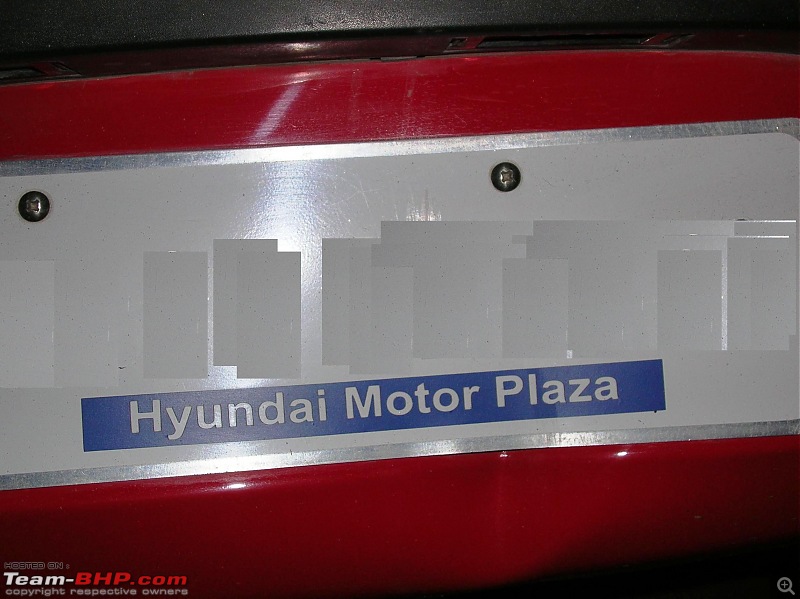 Hyundai Motor Plaza
HOSTED ON :
Team-BHP.com
copyright respective owners